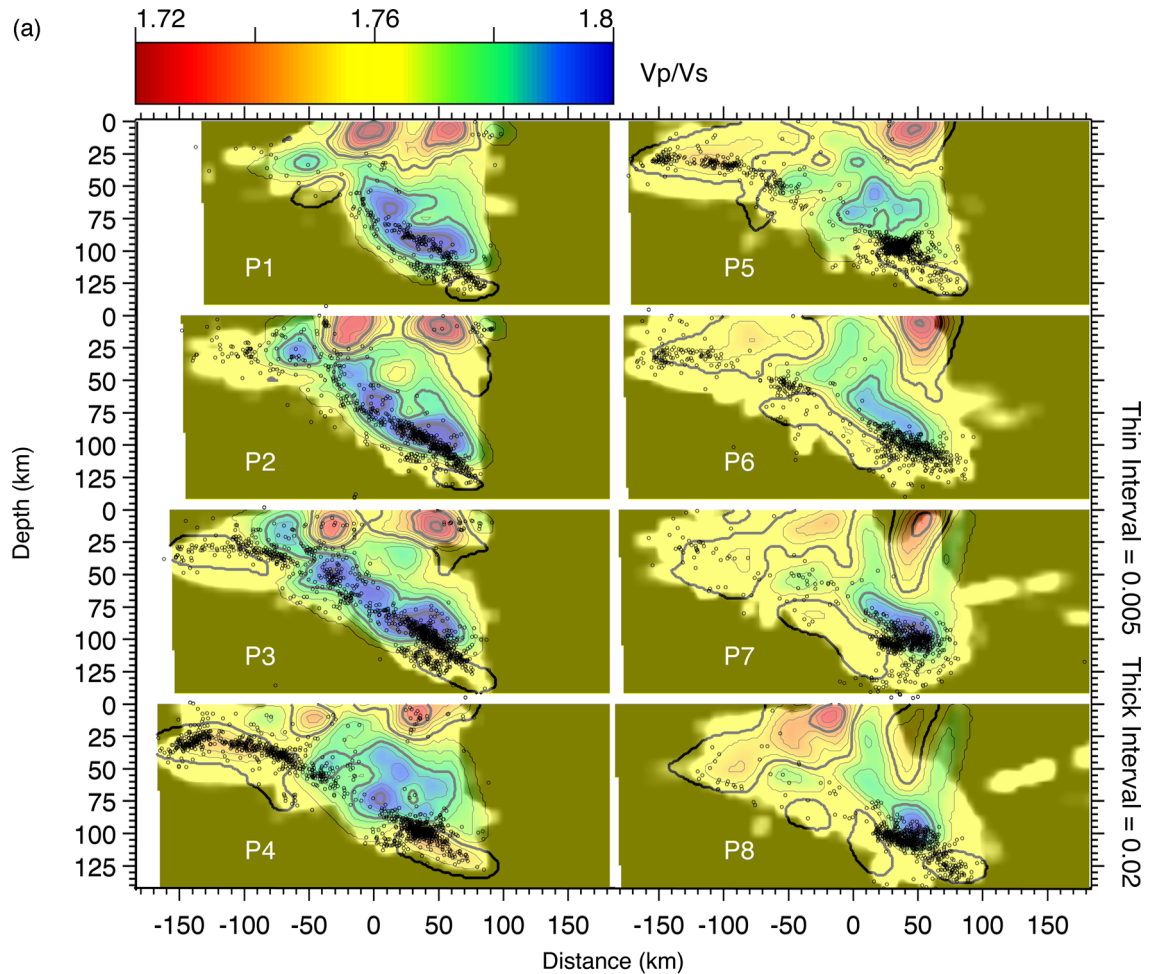 (a)
1.72 1.76 1.8
Vp/Vs
0 25 50 75 100 125
P1 P5
0 25 50 75 100 125
P2 P6
0 25 50 75 100 125
P3 P7
0 25 50 75 100 125
P4 P8
Depth (km)
Thin Interval = 0.005 Thick Interval = 0.02
-150 -100 -50 0 50 100 150 -150 -100 -50 0 50 100 150
Distance (km)